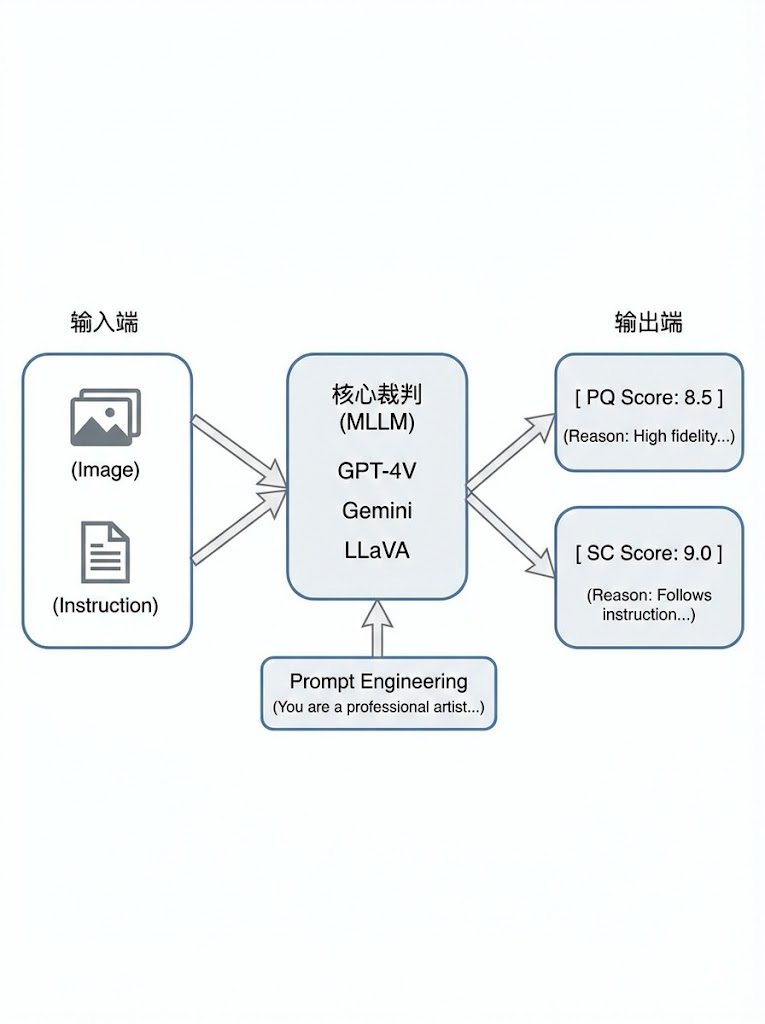 输入端
(Image)
(Instruction)
核心裁判
(MLLM)
GPT-4V
Gemini
LLaVA
Prompt Engineering
(You are a professional artist...)
输出端
[ PQ Score: 8.5 ]
(Reason: High fidelity...)
[ SC Score: 9.0 ]
(Reason: Follows
instruction...)